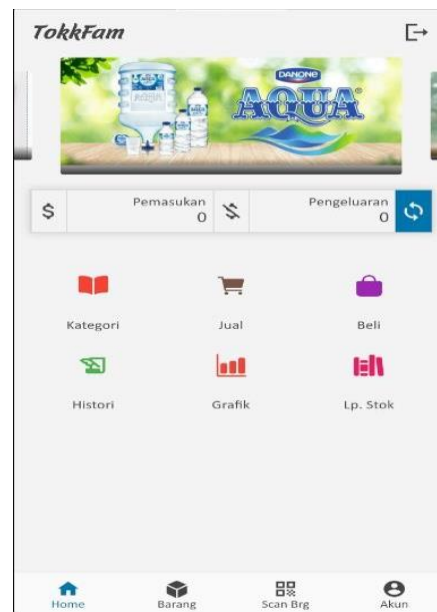 TokkFam
DANONE
AQUA
Pemasukan
0
Pengeluaran
0
Kategori
Jual
Beli
Histori
Grafik
Lp. Stok
Home
Barang
Scan Brg
Akun